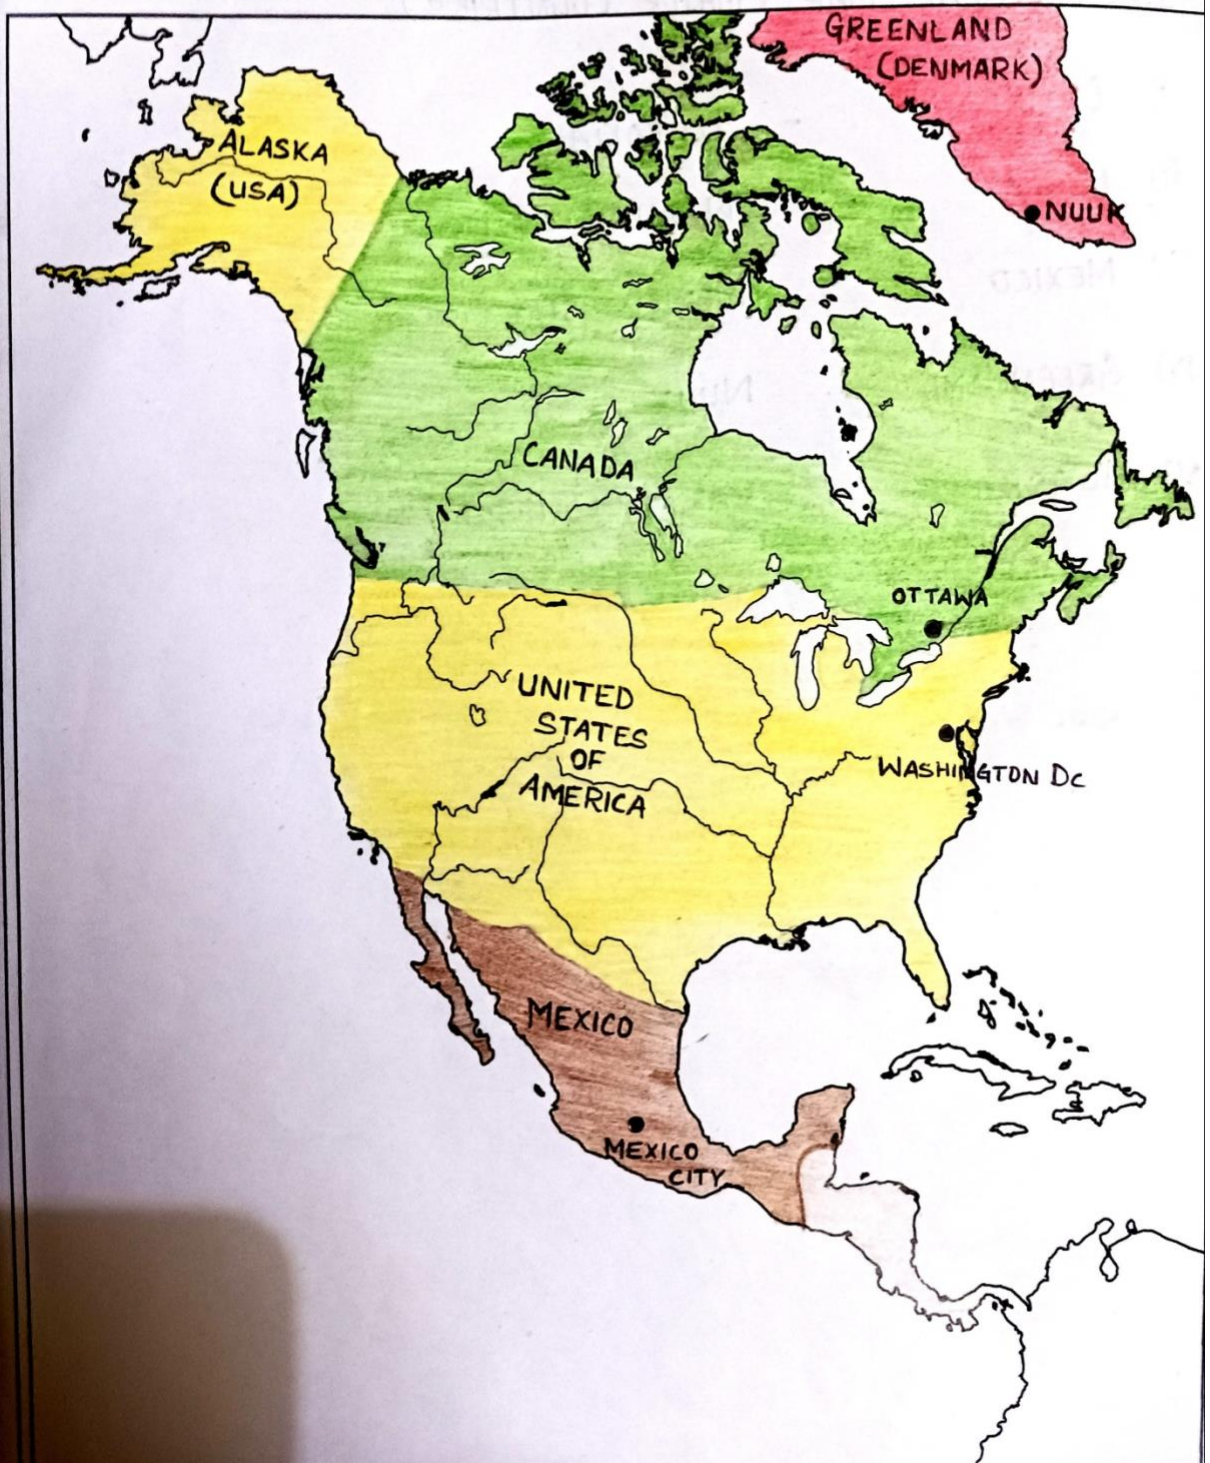 GREENLAND
(DENMARK)
NUUK
ALASKA
(USA)
CANADA
OTTAWA
UNITED
STATES
OF
AMERICA
WASHINGTON DC
MEXICO
MEXICO
CITY